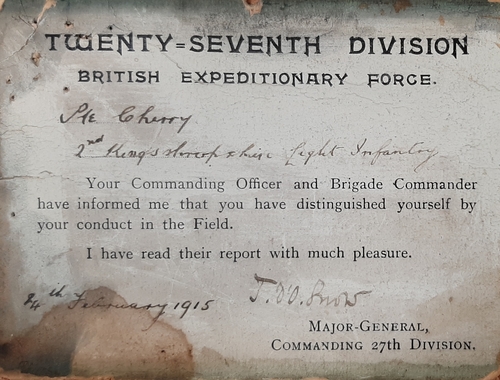 TWENTY=SEVENTH DIVISION
BRITISH EXPEDITIONARY FORCE.
Pte Cherry
2nd Kings Shropshire Light Infantry
Your Commanding Officer and Brigade Commander
have informed me that you have distinguished yourself by
your conduct in the Field.
I have read their report with much pleasure.
24th February 1915
T. D'O. Snow
MAJOR-GENERAL,
COMMANDING 27TH DIVISION.